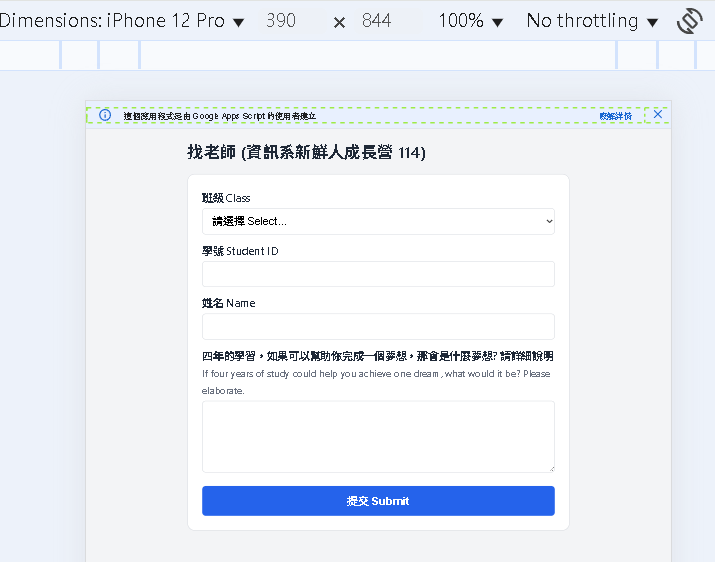 Dimensions: iPhone 12 Pro ▼ 390 × 844 100% ▼ No throttling ▼
這個應用程式是由 Google Apps Script 的使用者建立 瞭解詳情
找老師 (資訊系新鮮人成長營 114)
班級 Class
請選擇 Select...
學號 Student ID
姓名 Name
四年的學習，如果可以幫助你完成一個夢想，那會是什麼夢想? 請詳細說明
If four years of study could help you achieve one dream, what would it be? Please
elaborate.
提交 Submit